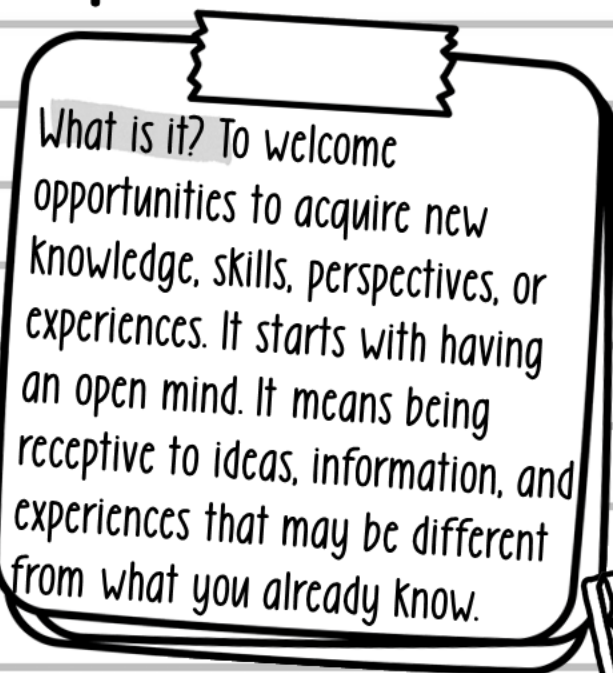 What is it? To welcome
opportunities to acquire new
knowledge, skills, perspectives, or
experiences. It starts with having
an open mind. It means being
receptive to ideas, information, and
experiences that may be different
from what you already know.